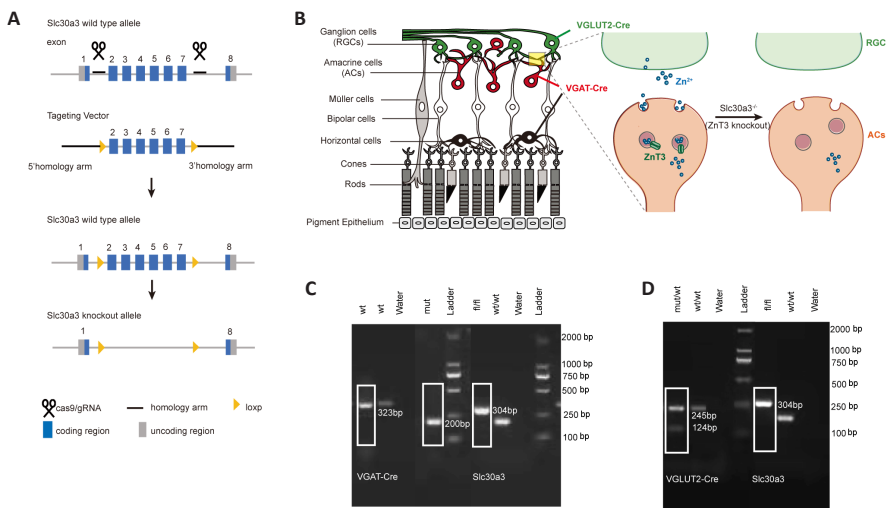 A
Slc30a3 wild type allele
exon
1 2 3 4 5 6 7 8
Tageting Vector
2 3 4 5 6 7
5'homology arm
3'homology arm
Slc30a3 wild type allele
1 2 3 4 5 6 7 8
Slc30a3 knockout allele
1 8
cas9/gRNA
homology arm
loxp
coding region
uncoding region
B
Ganglion cells
(RGCs)
Amacrine cells
(ACs)
Müller cells
Bipolar cells
Horizontal cells
Cones
Rods
Pigment Epithelium
VGLUT2-Cre
VGAT-Cre
Zn²⁺
ZnT3
Slc30a3⁻/⁻
(ZnT3 knockout)
RGC
ACs
C
wt
wt
Water
mut
Ladder
fl/fl
wt/wt
Water
Ladder
2000 bp
1000 bp
750 bp
500 bp
250 bp
100 bp
323bp
200bp
304bp
VGAT-Cre
Slc30a3
D
mut/wt
wt/wt
Water
Ladder
fl/fl
wt/wt
Water
2000 bp
1000 bp
750 bp
500 bp
250 bp
100 bp
245bp
124bp
304bp
VGLUT2-Cre
Slc30a3